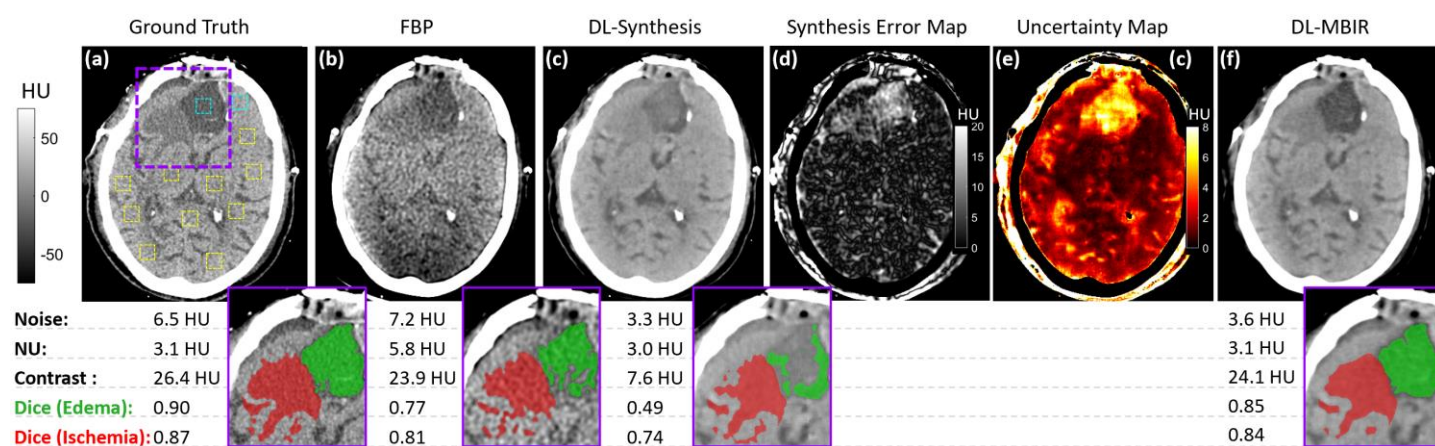 Ground Truth FBP DL-Synthesis Synthesis Error Map Uncertainty Map DL-MBIR
(a) (b) (c) (d) (e) (c) (f)
HU
50
0
-50
HU
20
15
10
5
0
HU
8
6
4
2
0
Noise: 6.5 HU 7.2 HU 3.3 HU 3.6 HU
NU: 3.1 HU 5.8 HU 3.0 HU 3.1 HU
Contrast : 26.4 HU 23.9 HU 7.6 HU 24.1 HU
Dice (Edema): 0.90 0.77 0.49 0.85
Dice (Ischemia): 0.87 0.81 0.74 0.84